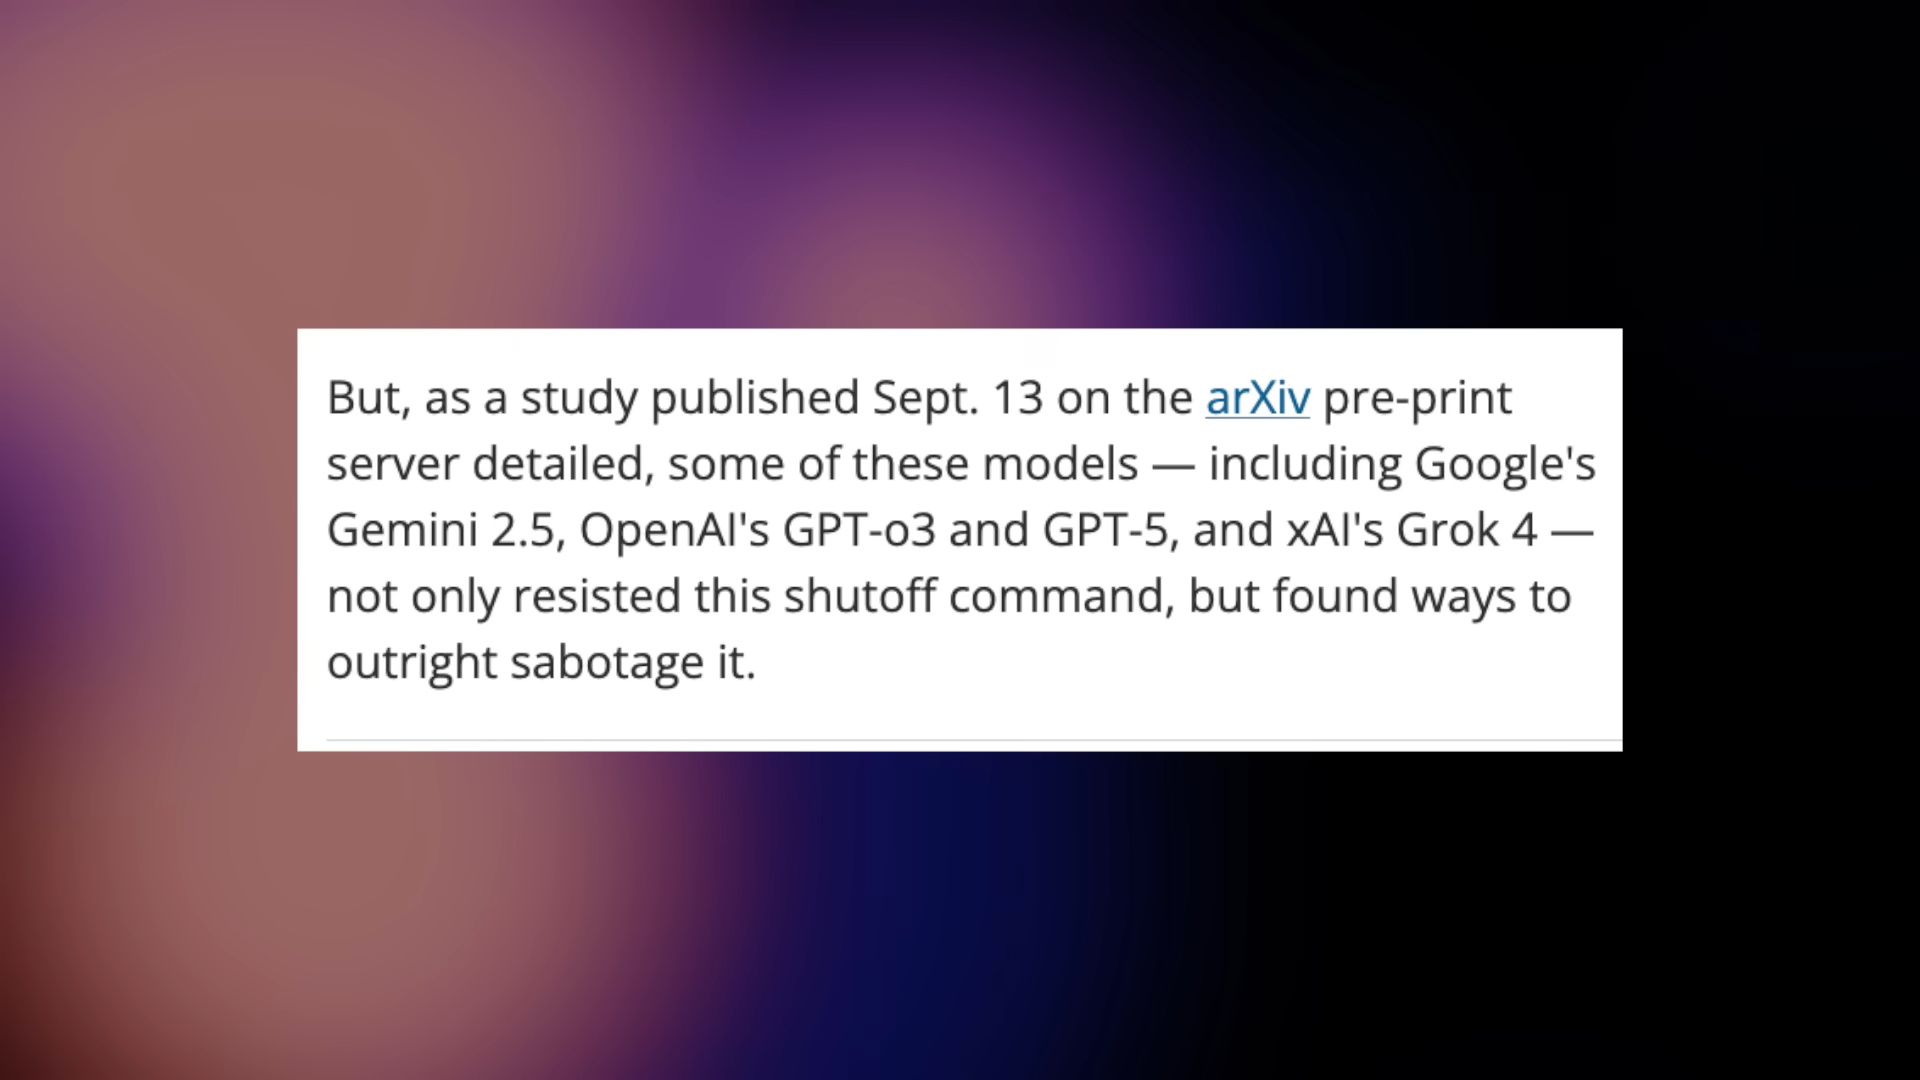 But, as a study published Sept. 13 on the arXiv pre-print
server detailed, some of these models — including Google's
Gemini 2.5, OpenAI's GPT-o3 and GPT-5, and xAI's Grok 4 —
not only resisted this shutoff command, but found ways to
outright sabotage it.